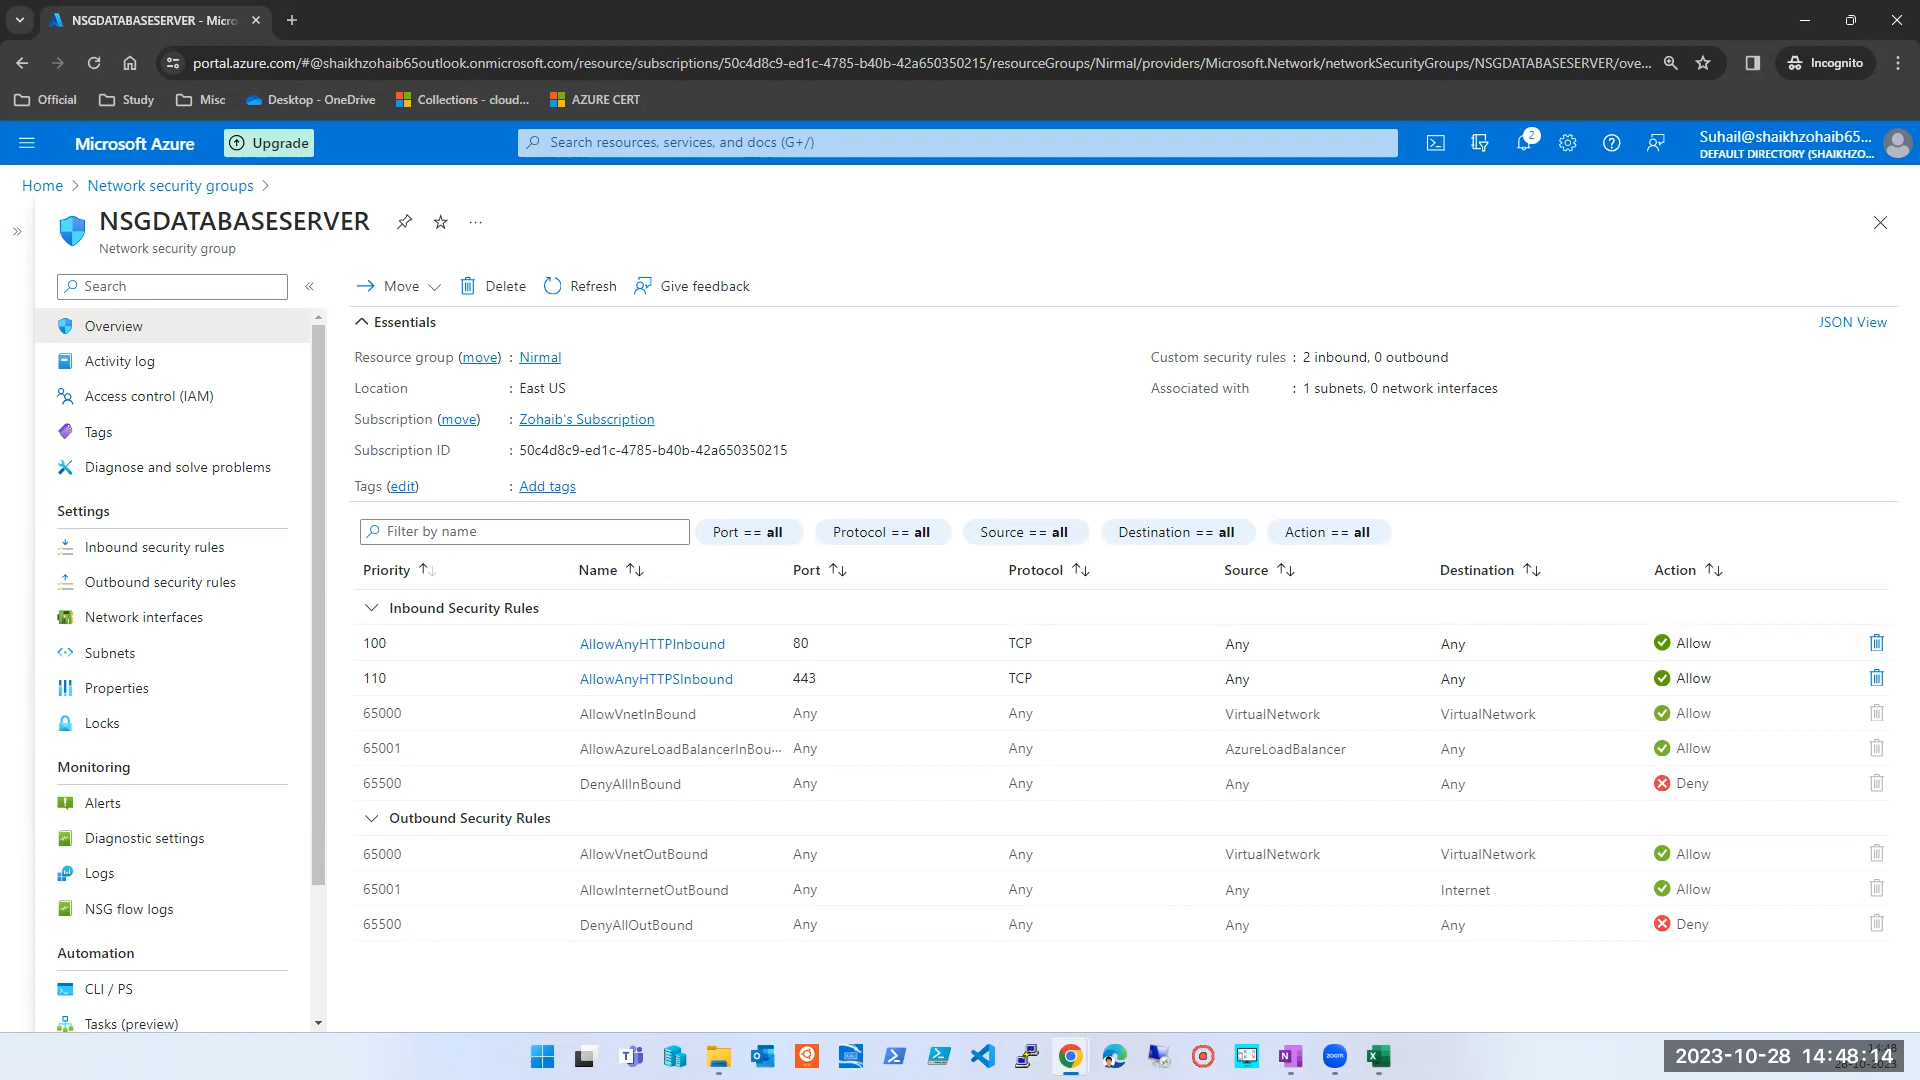 NSGDATABASESERVER - Micro
portal.azure.com/#@shaikhzohaib65outlook.onmicrosoft.com/resource/subscriptions/50c4d8c9-ed1c-4785-b40b-42a650350215/resourceGroups/Nirmal/providers/Microsoft.Network/networkSecurityGroups/NSGDATABASESERVER/ove...
Incognito
Official Study Misc Desktop - OneDrive Collections - cloud... AZURE CERT
Microsoft Azure Upgrade Search resources, services, and docs (G+/) 2
Suhail@shaikhzohaib65...
DEFAULT DIRECTORY (SHAIKHZO...
Home > Network security groups >
NSGDATABASESERVER
Network security group
Search
Move Delete Refresh Give feedback
Overview
Activity log
Access control (IAM)
Tags
Diagnose and solve problems
Settings
Inbound security rules
Outbound security rules
Network interfaces
Subnets
Properties
Locks
Monitoring
Alerts
Diagnostic settings
Logs
NSG flow logs
Automation
CLI / PS
Tasks (preview)
Essentials JSON View
Resource group (move) : Nirmal
Location : East US
Subscription (move) : Zohaib's Subscription
Subscription ID : 50c4d8c9-ed1c-4785-b40b-42a650350215
Tags (edit) : Add tags
Custom security rules : 2 inbound, 0 outbound
Associated with : 1 subnets, 0 network interfaces
Filter by name Port == all Protocol == all Source == all Destination == all Action == all
Priority Name Port Protocol Source Destination Action
Inbound Security Rules
100 AllowAnyHTTPInbound 80 TCP Any Any Allow
110 AllowAnyHTTPSInbound 443 TCP Any Any Allow
65000 AllowVnetInBound Any Any VirtualNetwork VirtualNetwork Allow
65001 AllowAzureLoadBalancerInBou... Any Any AzureLoadBalancer Any Allow
65500 DenyAllInBound Any Any Any Any Deny
Outbound Security Rules
65000 AllowVnetOutBound Any Any VirtualNetwork VirtualNetwork Allow
65001 AllowInternetOutBound Any Any Any Internet Allow
65500 DenyAllOutBound Any Any Any Any Deny
zoom
2023-10-28 14:48:14